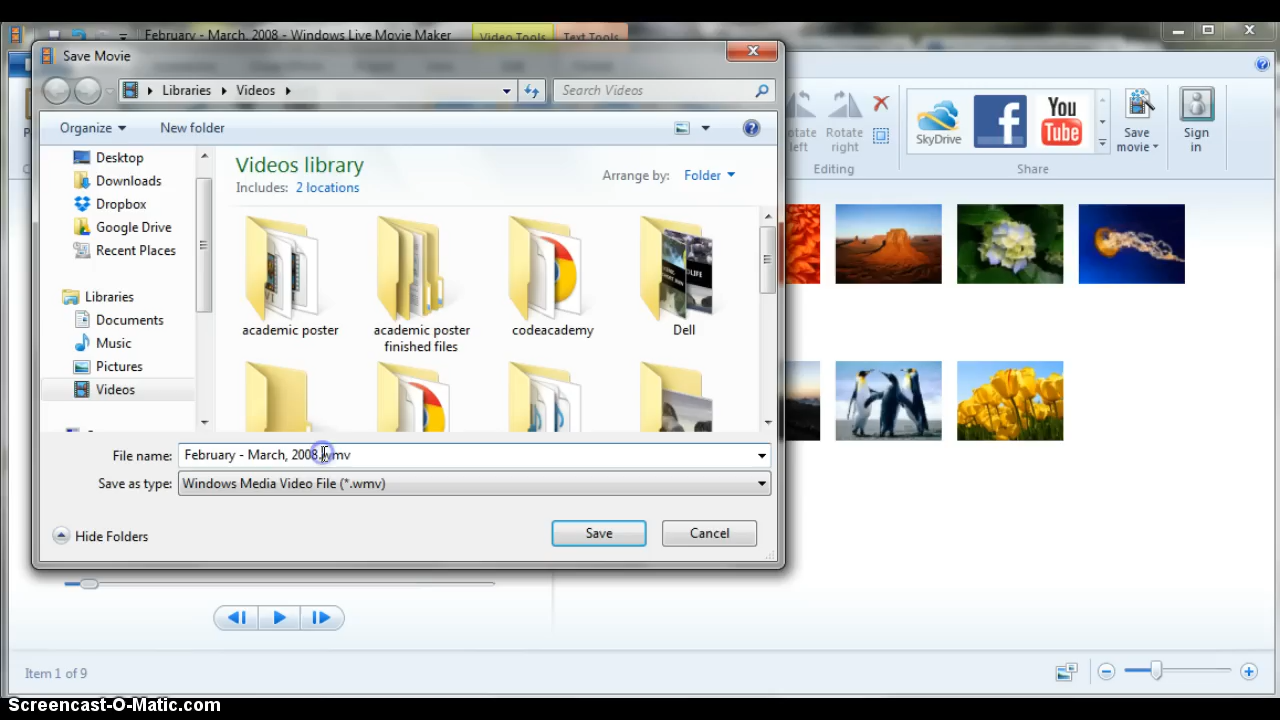 February - March, 2008 - Windows Live Movie Maker
Video Tools
Text Tools
Save Movie
Libraries
Videos
Search Videos
Organize
New folder
Desktop
Downloads
Dropbox
Google Drive
Recent Places
Libraries
Documents
Music
Pictures
Videos
Videos library
Includes: 2 locations
Arrange by: Folder
academic poster
academic poster
finished files
codeacademy
Dell
File name: February - March, 2008.wmv
Save as type: Windows Media Video File (*.wmv)
Hide Folders
Save
Cancel
Rotate
right
left
Editing
SkyDrive
You
Tube
Share
Save
movie
Sign
in
Item 1 of 9
Screencast-O-Matic.com